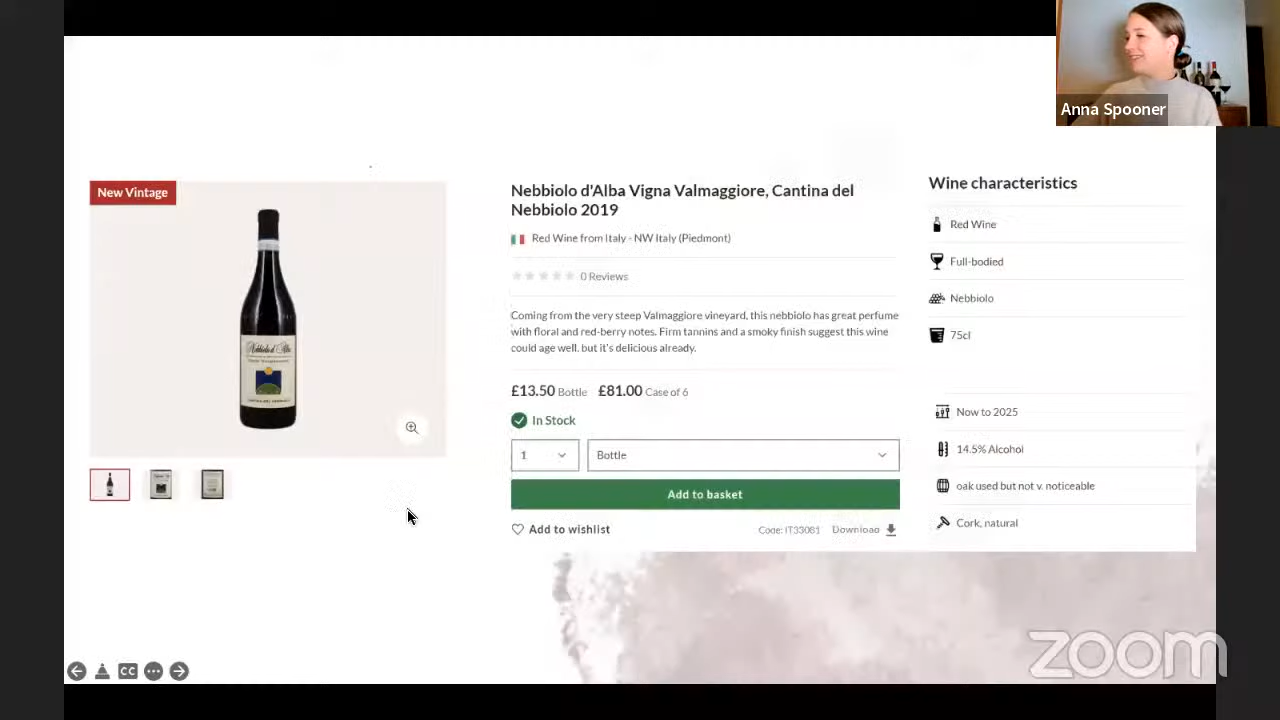 Anna Spooner
New Vintage
Nebbiolo d'Alba Vigna Valmaggiore, Cantina del
Nebbiolo 2019
Red Wine from Italy - NW Italy (Piedmont)
0 Reviews
Coming from the very steep Valmaggiore vineyard, this nebbiolo has great perfume
with floral and red-berry notes. Firm tannins and a smoky finish suggest this wine
could age well, but it's delicious already.
£13.50 Bottle £81.00 Case of 6
In Stock
1 Bottle
Add to basket
Add to wishlist Code: IT33081 Download
Wine characteristics
Red Wine
Full-bodied
Nebbiolo
75cl
Now to 2025
14.5% Alcohol
oak used but not v. noticeable
Cork, natural
Nebbiolo d'Alba
CC
zoom